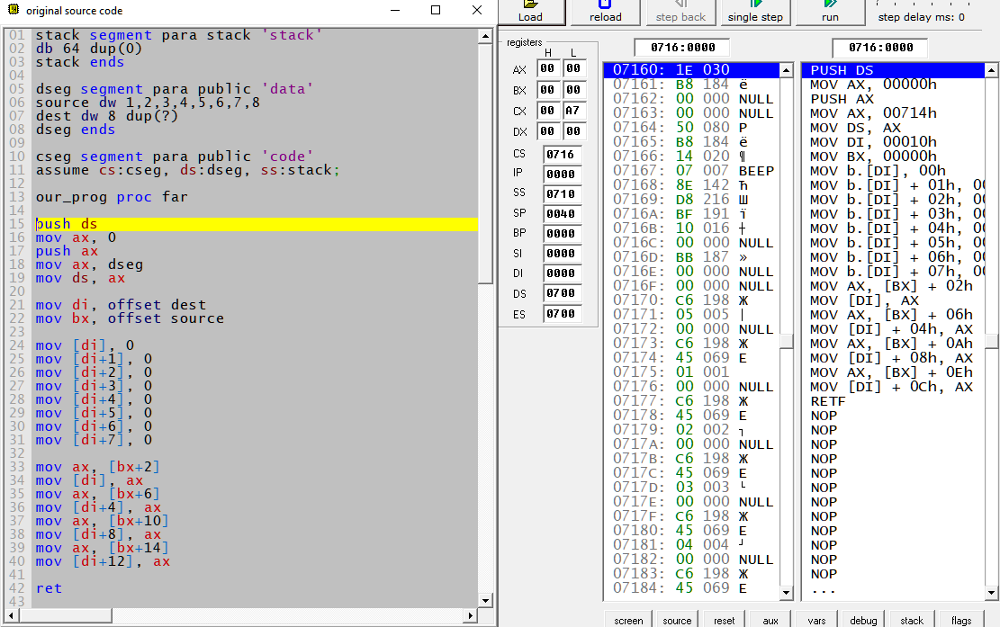 original source code
01 stack segment para stack 'stack'
02 db 64 dup(0)
03 stack ends
04
05 dseg segment para public 'data'
06 source dw 1,2,3,4,5,6,7,8
07 dest dw 8 dup(?)
08 dseg ends
09
10 cseg segment para public 'code'
11 assume cs:cseg, ds:dseg, ss:stack;
12
13 our_prog proc far
14
15 push ds
16 mov ax, 0
17 push ax
18 mov ax, dseg
19 mov ds, ax
20
21 mov di, offset dest
22 mov bx, offset source
23
24 mov [di], 0
25 mov [di+1], 0
26 mov [di+2], 0
27 mov [di+3], 0
28 mov [di+4], 0
29 mov [di+5], 0
30 mov [di+6], 0
31 mov [di+7], 0
32
33 mov ax, [bx+2]
34 mov [di], ax
35 mov ax, [bx+6]
36 mov [di+4], ax
37 mov ax, [bx+10]
38 mov [di+8], ax
39 mov ax, [bx+14]
40 mov [di+12], ax
41
42 ret
43
Load reload step back single step run step delay ms: 0
registers
H L
AX 00 00
BX 00 00
CX 00 A7
DX 00 00
CS 0716
IP 0000
SS 0710
SP 0040
BP 0000
SI 0000
DI 0000
DS 0700
ES 0700
0716:0000
07160: 1E 030
07161: B8 184 ё
07162: 00 000 NULL
07163: 00 000 NULL
07164: 50 080 P
07165: B8 184 ё
07166: 14 020 ¶
07167: 07 007 BEEP
07168: 8E 142 Ћ
07169: D8 216 Ш
0716A: BF 191 ї
0716B: 10 016 †
0716C: 00 000 NULL
0716D: BB 187 »
0716E: 00 000 NULL
0716F: 00 000 NULL
07170: C6 198 Ж
07171: 05 005 |
07172: 00 000 NULL
07173: C6 198 Ж
07174: 45 069 E
07175: 01 001
07176: 00 000 NULL
07177: C6 198 Ж
07178: 45 069 E
07179: 02 002 ┐
0717A: 00 000 NULL
0717B: C6 198 Ж
0717C: 45 069 E
0717D: 03 003 └
0717E: 00 000 NULL
0717F: C6 198 Ж
07180: 45 069 E
07181: 04 004 ┘
07182: 00 000 NULL
07183: C6 198 Ж
07184: 45 069 E
0716:0000
PUSH DS
MOV AX, 00000h
PUSH AX
MOV AX, 00714h
MOV DS, AX
MOV DI, 00010h
MOV BX, 00000h
MOV b.[DI], 00h
MOV b.[DI] + 01h, 00
MOV b.[DI] + 02h, 00
MOV b.[DI] + 03h, 00
MOV b.[DI] + 04h, 00
MOV b.[DI] + 05h, 00
MOV b.[DI] + 06h, 00
MOV b.[DI] + 07h, 00
MOV AX, [BX] + 02h
MOV [DI], AX
MOV AX, [BX] + 06h
MOV [DI] + 04h, AX
MOV AX, [BX] + 0Ah
MOV [DI] + 08h, AX
MOV AX, [BX] + 0Eh
MOV [DI] + 0Ch, AX
RETF
NOP
NOP
NOP
NOP
NOP
NOP
NOP
NOP
NOP
NOP
NOP
NOP
...
screen source reset aux vars debug stack flags